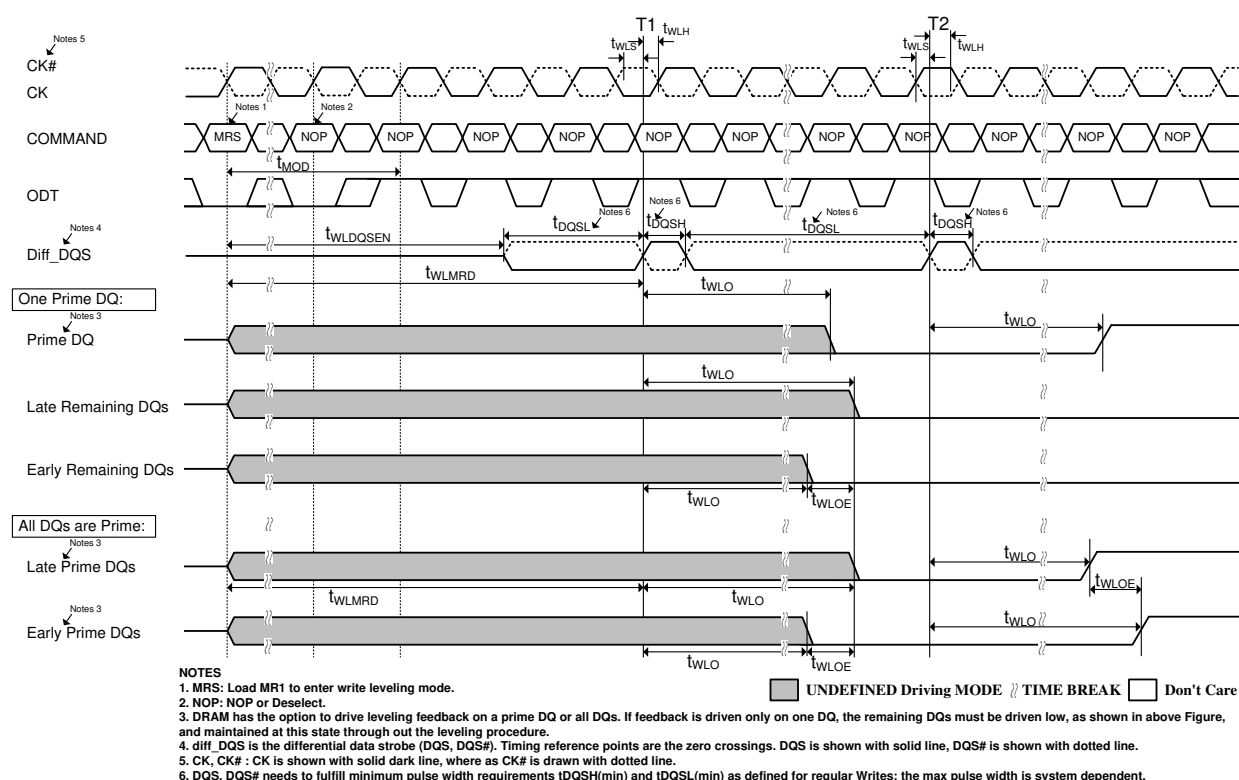 T1
T2
tWLS
tWLH
tWLS
tWLH
Notes 5
CK#
CK
Notes 1
Notes 2
COMMAND
MRS
NOP
NOP
NOP
NOP
NOP
NOP
NOP
NOP
NOP
NOP
NOP
tMOD
ODT
Notes 4
Diff_DQS
tWLDQSEN
Notes 6
tDQSL
Notes 6
tDQSH
Notes 6
tDQSL
Notes 6
tDQSH
tWLMRD
tWLO
One Prime DQ:
Notes 3
Prime DQ
tWLO
tWLO
Late Remaining DQs
Early Remaining DQs
tWLO
tWLOE
All DQs are Prime:
Notes 3
Late Prime DQs
tWLO
tWLMRD
tWLO
tWLOE
Notes 3
Early Prime DQs
tWLO
tWLO
tWLOE
NOTES
1. MRS: Load MR1 to enter write leveling mode.
2. NOP: NOP or Deselect.
UNDEFINED Driving MODE
TIME BREAK
Don't Care
3. DRAM has the option to drive leveling feedback on a prime DQ or all DQs. If feedback is driven only on one DQ, the remaining DQs must be driven low, as shown in above Figure,
and maintained at this state through out the leveling procedure.
4. diff_DQS is the differential data strobe (DQS, DQS#). Timing reference points are the zero crossings. DQS is shown with solid line, DQS# is shown with dotted line.
5. CK, CK# : CK is shown with solid dark line, where as CK# is drawn with dotted line.
6. DQS, DQS# needs to fulfill minimum pulse width requirements tDQSH(min) and tDQSL(min) as defined for regular Writes; the max pulse width is system dependent.